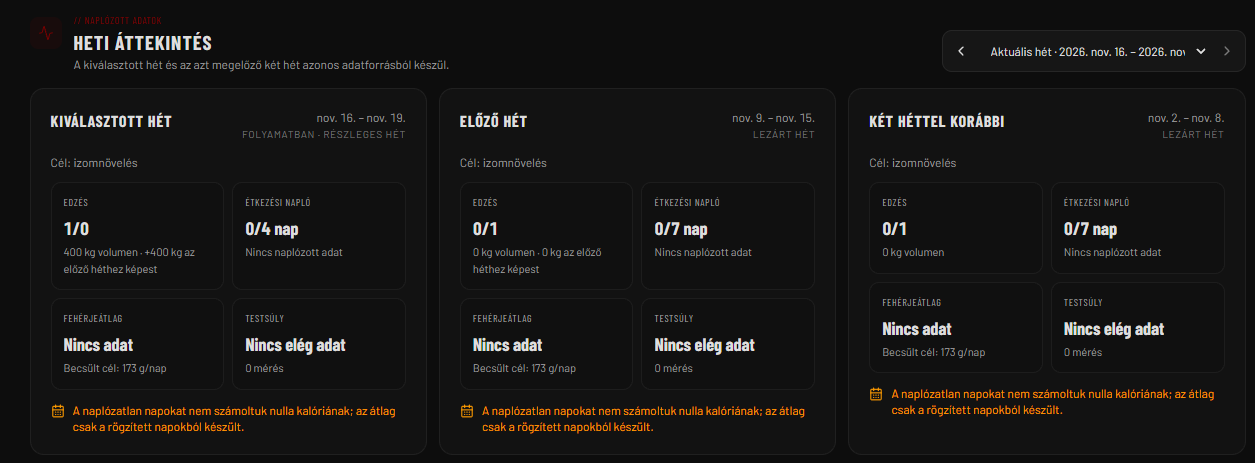 // NAPLÓZOTT ADATOK
HETI ÁTTEKINTÉS
A kiválasztott hét és az azt megelőző két hét azonos adatforrásból készül.
Aktuális hét · 2026. nov. 16. – 2026. nov
KIVÁLASZTOTT HÉT
nov. 16. – nov. 19.
FOLYAMATBAN · RÉSZLEGES HÉT
Cél: izomnövelés
EDZÉS
1/0
400 kg volumen · +400 kg az
előző héthez képest
ÉTKEZÉSI NAPLÓ
0/4 nap
Nincs naplózott adat
FEHÉRJEÁTLAG
Nincs adat
Becsült cél: 173 g/nap
TESTSÚLY
Nincs elég adat
0 mérés
A naplózatlan napokat nem számoltuk nulla kalóriának; az átlag
csak a rögzített napokból készült.
ELŐZŐ HÉT
nov. 9. – nov. 15.
LEZÁRT HÉT
Cél: izomnövelés
EDZÉS
0/1
0 kg volumen · 0 kg az előző
héthez képest
ÉTKEZÉSI NAPLÓ
0/7 nap
Nincs naplózott adat
FEHÉRJEÁTLAG
Nincs adat
Becsült cél: 173 g/nap
TESTSÚLY
Nincs elég adat
0 mérés
A naplózatlan napokat nem számoltuk nulla kalóriának; az átlag
csak a rögzített napokból készült.
KÉT HÉTTEL KORÁBBI
nov. 2. – nov. 8.
LEZÁRT HÉT
Cél: izomnövelés
EDZÉS
0/1
0 kg volumen
ÉTKEZÉSI NAPLÓ
0/7 nap
Nincs naplózott adat
FEHÉRJEÁTLAG
Nincs adat
Becsült cél: 173 g/nap
TESTSÚLY
Nincs elég adat
0 mérés
A naplózatlan napokat nem számoltuk nulla kalóriának; az átlag
csak a rögzített napokból készült.